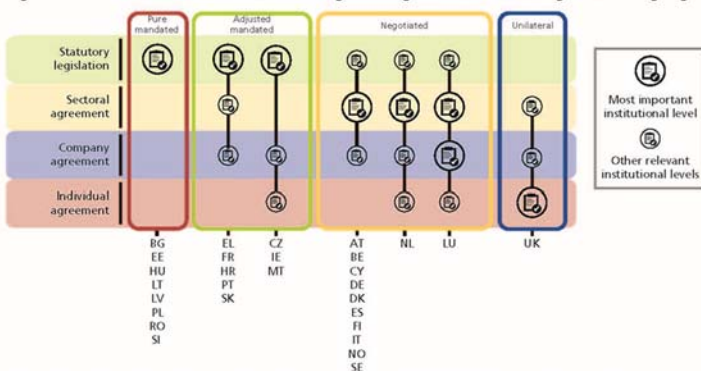 Pure mandated
Adjusted mandated
Negotiated
Unilateral
Statutory legislation
Sectoral agreement
Company agreement
Individual agreement
Most important institutional level
Other relevant institutional levels
BG
EE
HU
LT
LV
PL
RO
SI
EL
FR
HR
PT
SK
CZ
IE
MT
AT
BE
CY
DE
DK
ES
FI
IT
NO
SE
NL
LU
UK